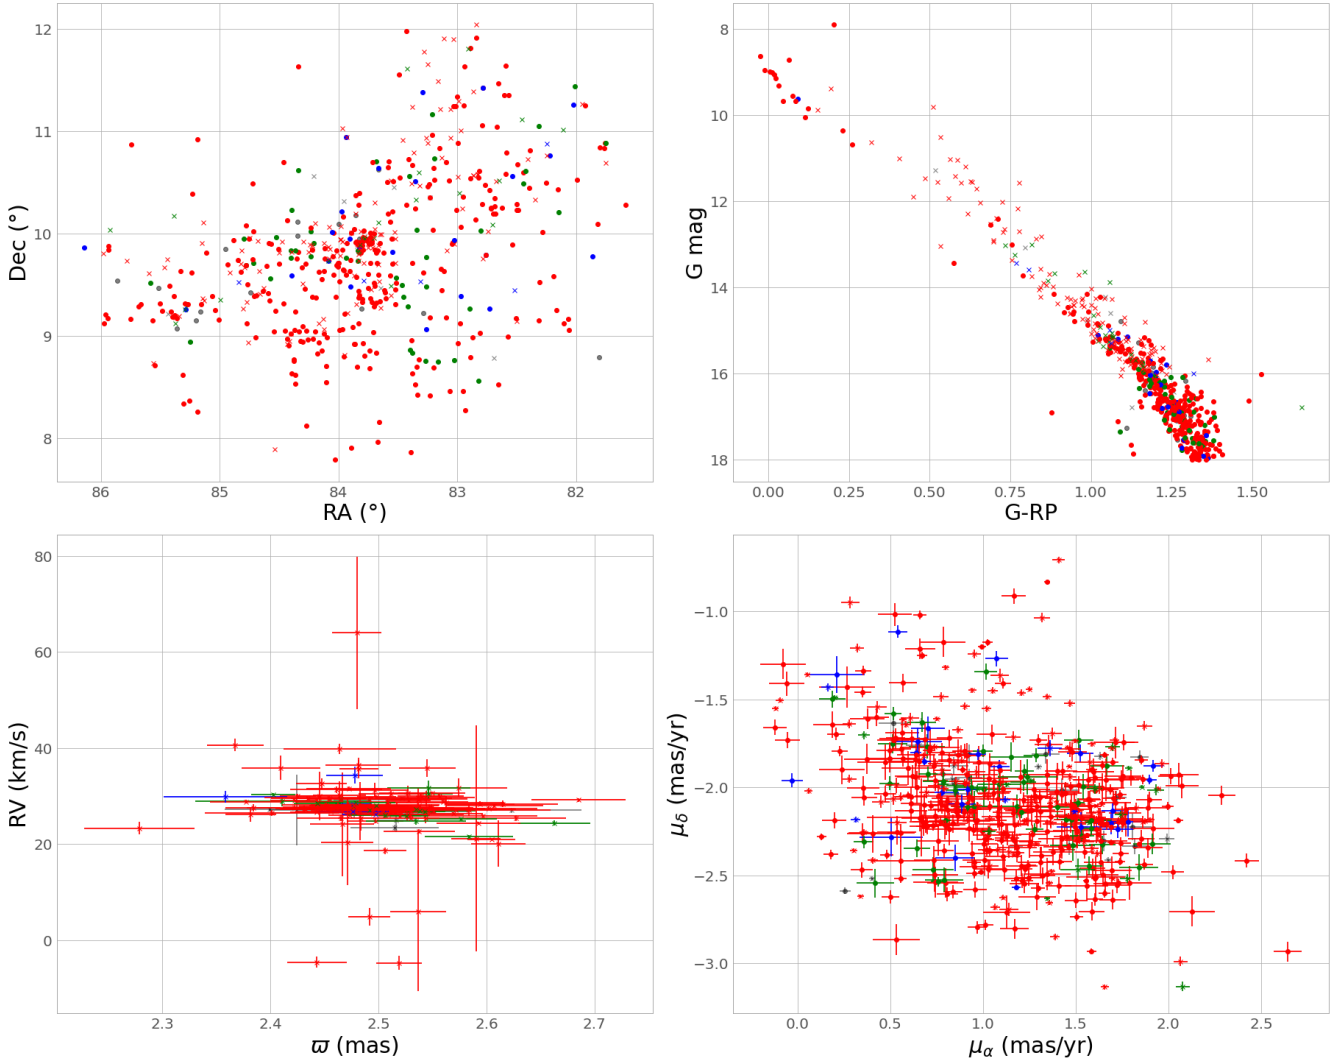 12
11
10
9
8
Dec (°)
86 85 84 83 82
RA (°)
8
10
12
14
16
18
G mag
0.00 0.25 0.50 0.75 1.00 1.25 1.50
G-RP
80
60
40
20
0
RV (km/s)
2.3 2.4 2.5 2.6 2.7
ϖ (mas)
−1.0
−1.5
−2.0
−2.5
−3.0
μδ (mas/yr)
0.0 0.5 1.0 1.5 2.0 2.5
μα (mas/yr)